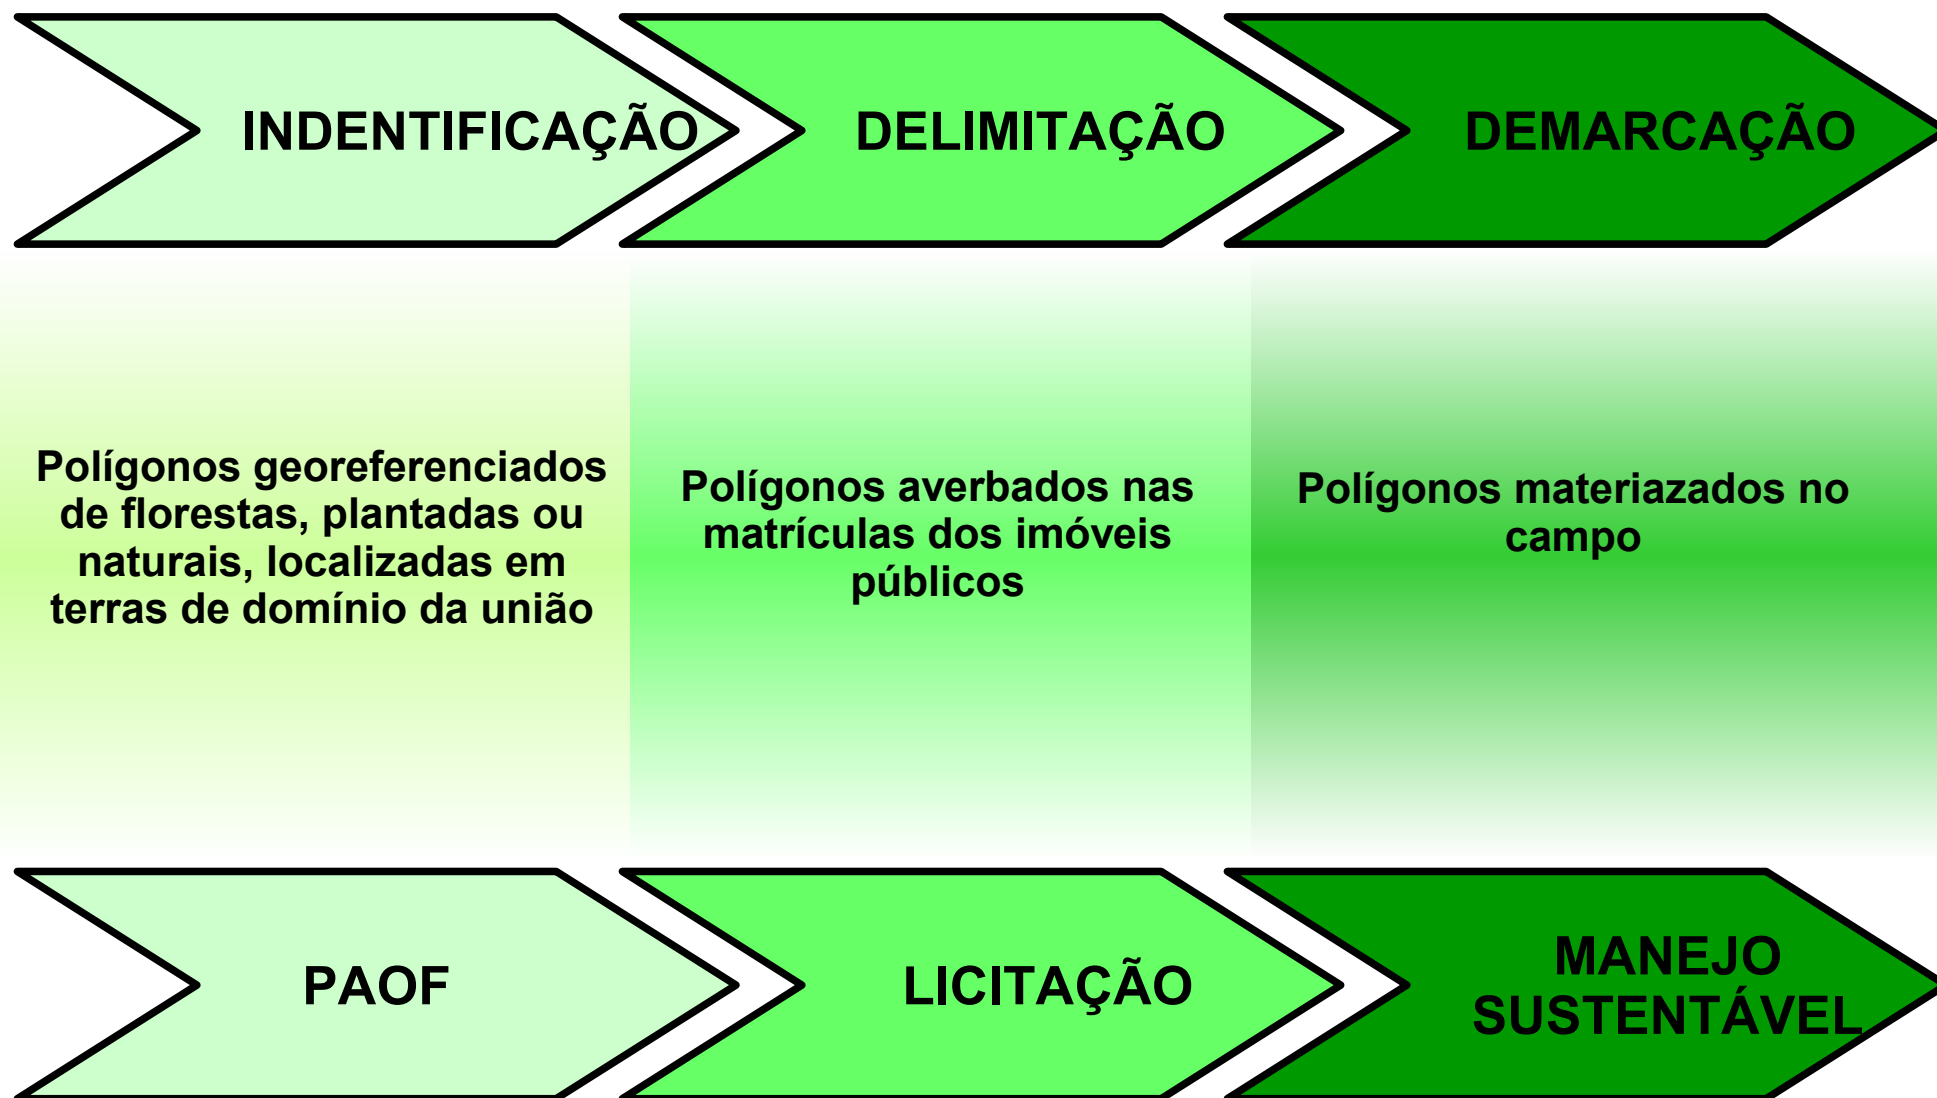 INDENTIFICAÇÃO
DELIMITAÇÃO
DEMARCAÇÃO
Polígonos georeferenciados
de florestas, plantadas ou
naturais, localizadas em
terras de domínio da união
Polígonos averbados nas
matrículas dos imóveis
públicos
Polígonos materiazados no
campo
PAOF
LICITAÇÃO
MANEJO
SUSTENTÁVEL